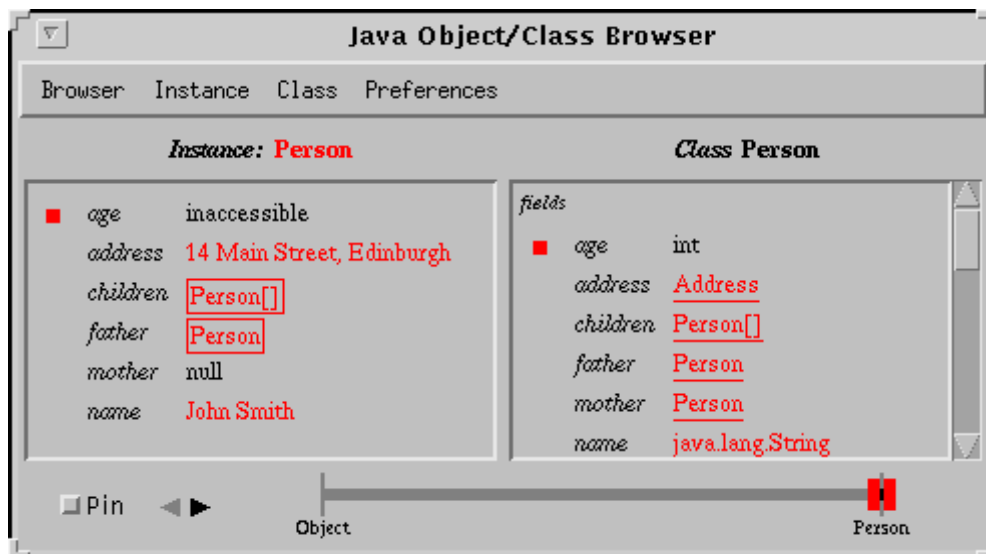 Java Object/Class Browser
Browser Instance Class Preferences
Instance: Person
age inaccessible
address 14 Main Street, Edinburgh
children Person[]
father Person
mother null
name John Smith
Class Person
fields
age int
address Address
children Person[]
father Person
mother Person
name java.lang.String
Pin
Object Person